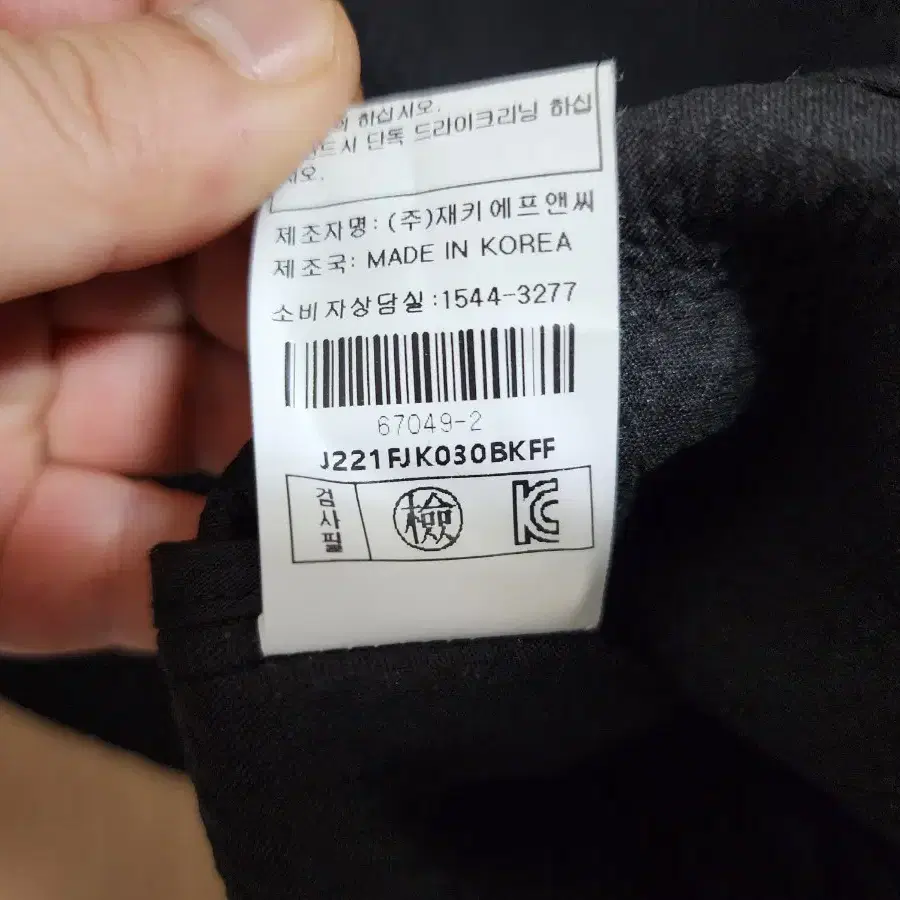 하십시오.
단독 드라이크리닝 하십
시오.
제조자명: (주)재키에프앤씨
제조국: MADE IN KOREA
소비자상담실:1544-3277
67049-2
J221FJK030BKFF
검사필
檢
KC